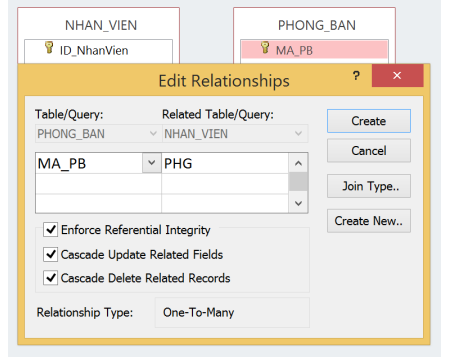 NHAN_VIEN
PHONG_BAN
ID_NhanVien
MA_PB
Edit Relationships
?
×
Table/Query:
Related Table/Query:
PHONG_BAN
NHAN_VIEN
MA_PB
PHG
Enforce Referential Integrity
Cascade Update Related Fields
Cascade Delete Related Records
Relationship Type:
One-To-Many
Create
Cancel
Join Type..
Create New..